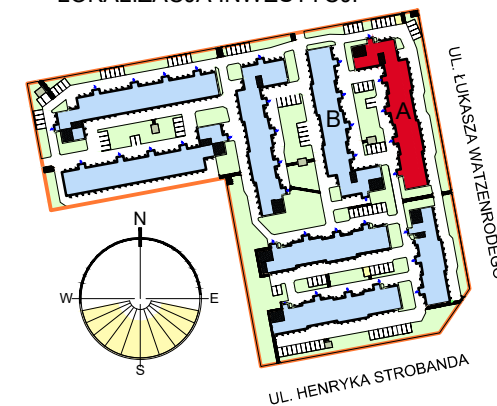 LOKALIZACJA INWESTYCJI
A
B
UL. ŁUKASZA WATZENRODEGO
N
W
E
S
UL. HENRYKA STROBANDA